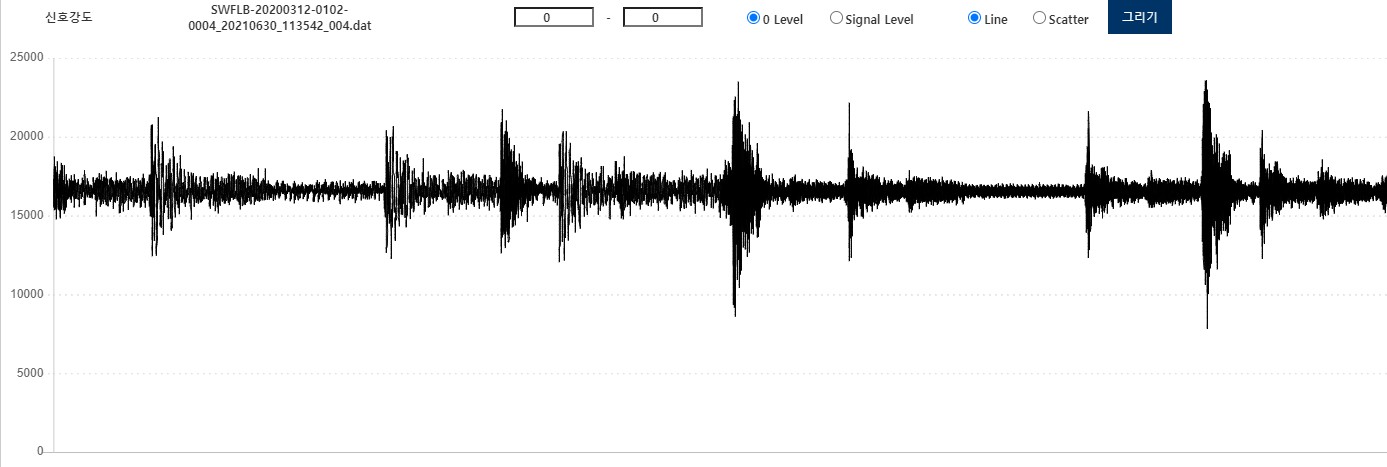 신호강도
SWFLB-20200312-0102-
0004_20210630_113542_004.dat
0 - 0
0 Level Signal Level
Line Scatter
그리기
25000
20000
15000
10000
5000
0